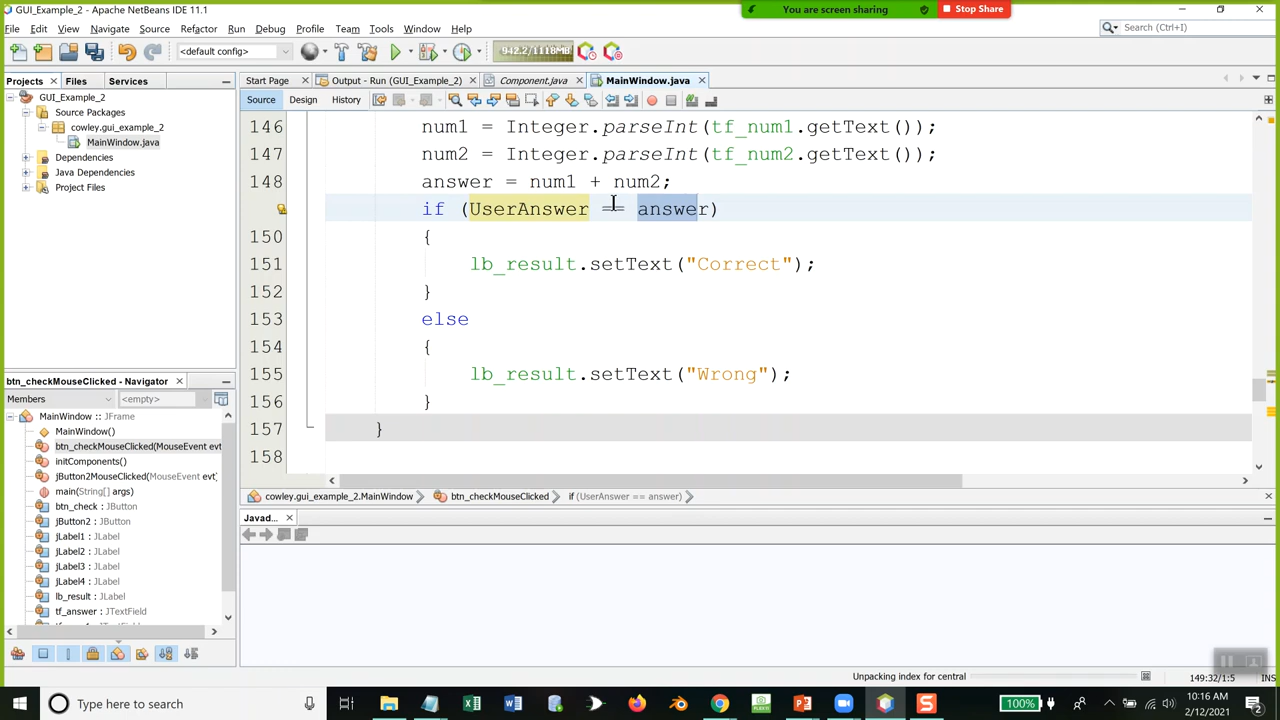 GUI_Example_2 - Apache NetBeans IDE 11.1
You are screen sharing
Stop Share
File Edit View Navigate Source Refactor Run Debug Profile Team Tools Window Help
Search (Ctrl+I)
<default config>
942.2/1118MB
Projects
Files
Services
Start Page
Output - Run (GUI_Example_2)
Component.java
MainWindow.java
GUI_Example_2
Source Packages
cowley.gui_example_2
MainWindow.java
Dependencies
Java Dependencies
Project Files
Source Design History
146 num1 = Integer.parseInt(tf_num1.getText());
147 num2 = Integer.parseInt(tf_num2.getText());
148 answer = num1 + num2;
if (UserAnswer == answer)
150 {
151 lb_result.setText("Correct");
152 }
153 else
154 {
155 lb_result.setText("Wrong");
156 }
157 }
158
btn_checkMouseClicked - Navigator
Members
<empty>
MainWindow :: JFrame
MainWindow()
btn_checkMouseClicked(MouseEvent evt
initComponents()
jButton2MouseClicked(MouseEvent evt)
main(String[] args)
btn_check : JButton
jButton2 : JButton
jLabel1 : JLabel
jLabel2 : JLabel
jLabel3 : JLabel
jLabel4 : JLabel
lb_result : JLabel
tf_answer : JTextField
cowley.gui_example_2.MainWindow
btn_checkMouseClicked
if (UserAnswer == answer)
Javad...
Unpacking index for central
149:32/1:5
INS
Type here to search
100%
10:16 AM
2/12/2021
2